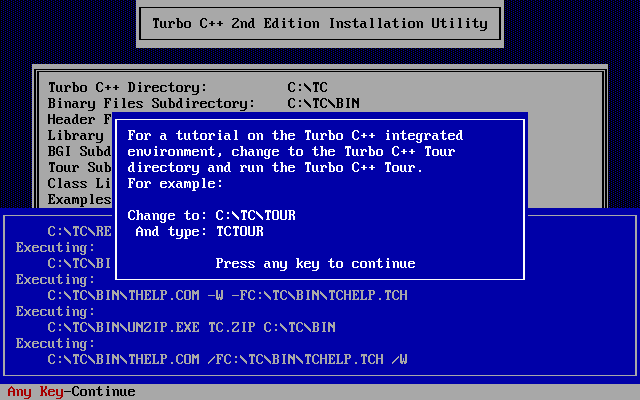 Turbo C++ 2nd Edition Installation Utility
Turbo C++ Directory: C:\TC
Binary Files Subdirectory: C:\TC\BIN
Header F
Library
BGI Subd
Tour Sub
Class Li
Examples
For a tutorial on the Turbo C++ integrated
environment, change to the Turbo C++ Tour
directory and run the Turbo C++ Tour.
For example:
Change to: C:\TC\TOUR
And type: TCTOUR
Press any key to continue
C:\TC\RE
Executing:
C:\TC\BI
Executing:
C:\TC\BIN\THELP.COM -W -FC:\TC\BIN\TCHELP.TCH
Executing:
C:\TC\BIN\UNZIP.EXE TC.ZIP C:\TC\BIN
Executing:
C:\TC\BIN\THELP.COM /FC:\TC\BIN\TCHELP.TCH /W
Any Key-Continue